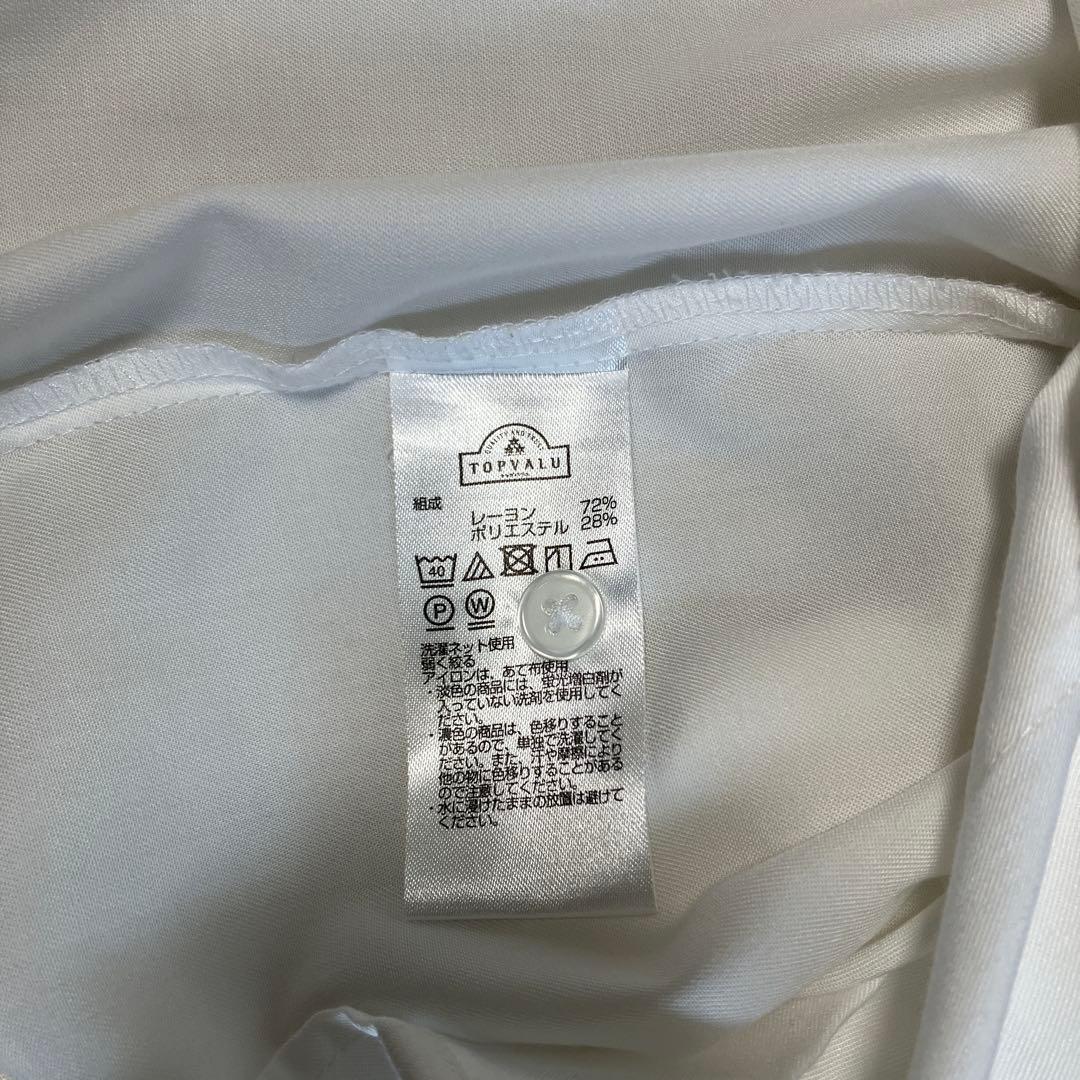 QUALITY AND TRUST
TOPVALU
組成
レーヨン 72%
ポリエステル 28%
40
P W
洗濯ネット使用
弱く絞る
アイロンは、あて布使用
・淡色の商品には、蛍光増白剤が
入っていない洗剤を使用してく
ださい。
・濃色の商品は、色移りすること
があるので、単独で洗濯してく
ださい。また、汗や摩擦により
他の物に色移りすることがある
ので注意してください。
・水に浸けたままの放置は避けて
ください。